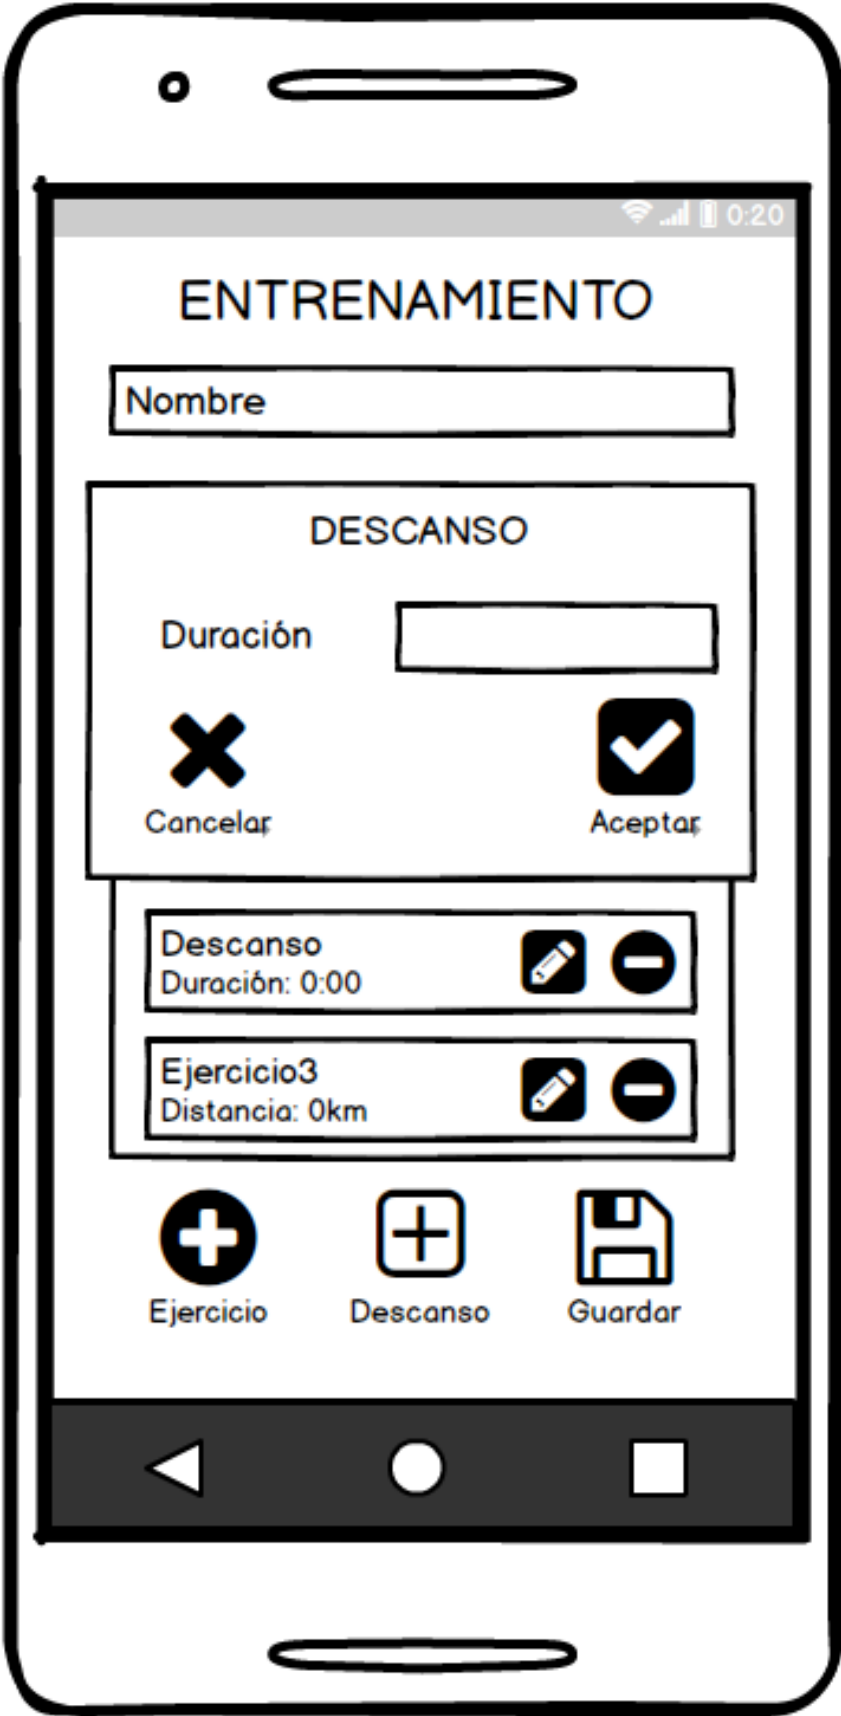 0:20
ENTRENAMIENTO
Nombre
DESCANSO
Duración
Cancelar
Aceptar
Descanso
Duración: 0:00
Ejercicio3
Distancia: 0km
Ejercicio
Descanso
Guardar